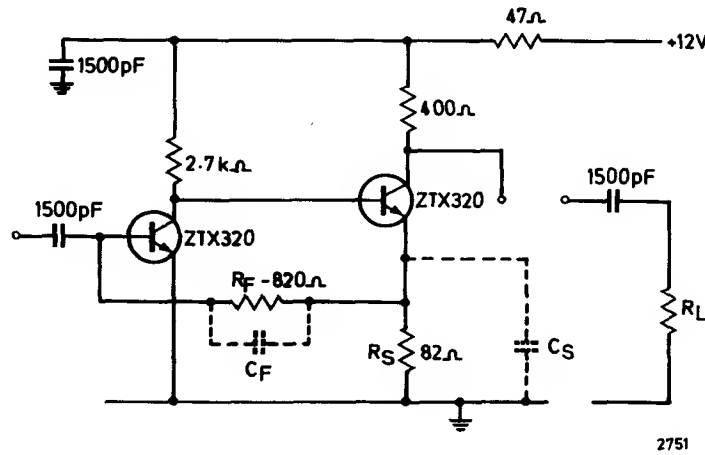 47Ω
+12V
1500pF
400Ω
2.7kΩ
1500pF
ZTX320
1500pF
ZTX320
RF-820Ω
RL
CF
RS
82Ω
CS
2751